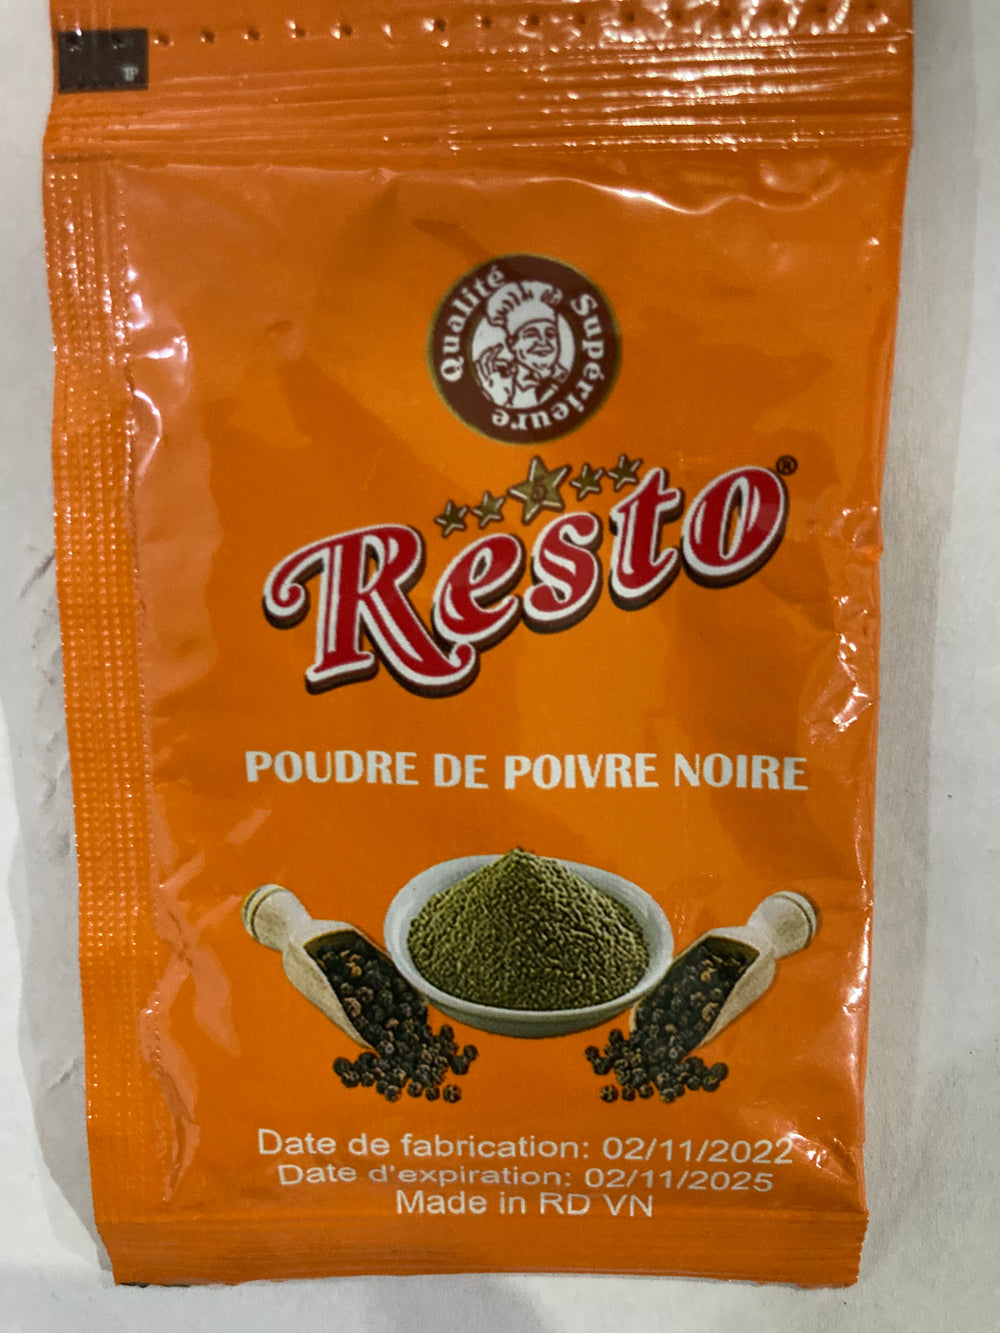 Qualité Supérieure
5
Resto®
POUDRE DE POIVRE NOIRE
Date de fabrication: 02/11/2022
Date d'expiration: 02/11/2025
Made in RD VN